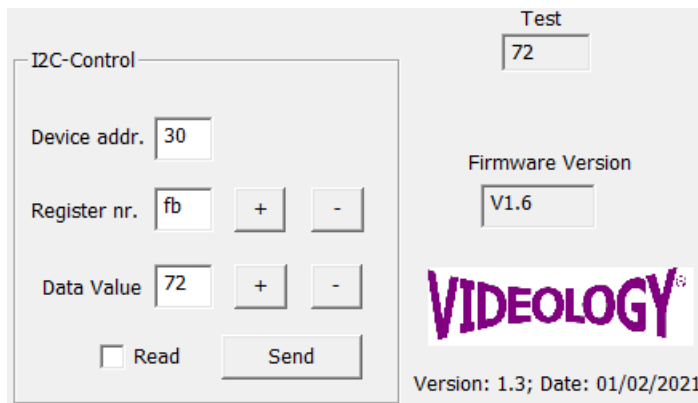 Test
72
I2C-Control
Device addr. 30
Firmware Version
Register nr. fb + -
V1.6
Data Value 72 + -
VIDEOLOGY®
Read Send
Version: 1.3; Date: 01/02/2021